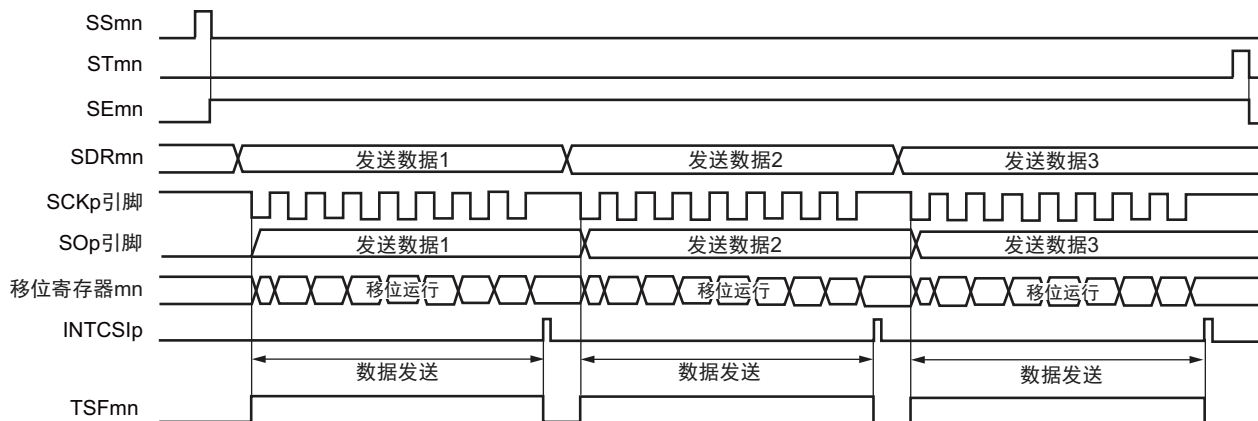 SSmn
STmn
SEmn
SDRmn 发送数据1 发送数据2 发送数据3
SCKp引脚
SOp引脚 发送数据1 发送数据2 发送数据3
移位寄存器mn 移位运行 移位运行 移位运行
INTCSIp
数据发送 数据发送 数据发送
TSFmn